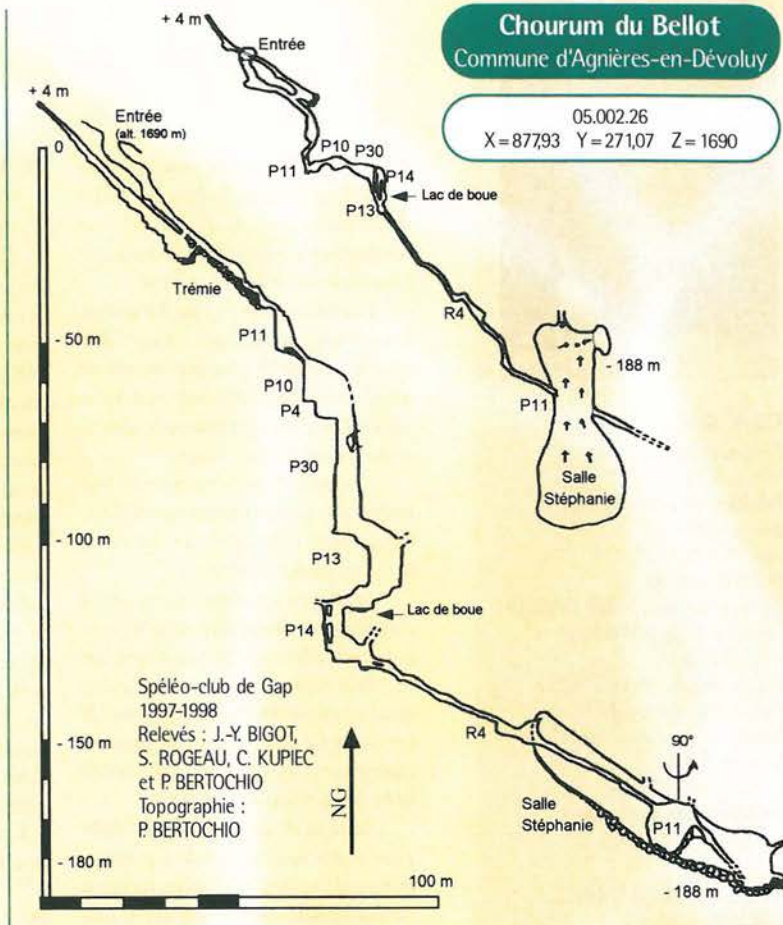 Chourum du Bellot
Commune d'Agnières-en-Dévoluy
05.002.26
X = 877,93 Y = 271,07 Z = 1690
+ 4 m
Entrée
P10
P30
P11
P14
Lac de boue
P13
R4
P11
- 188 m
Salle
Stéphanie
+ 4 m
Entrée
(alt. 1690 m)
0
Trémie
P11
- 50 m
P10
P4
P30
- 100 m
P13
Lac de boue
P14
R4
- 150 m
90°
Salle
Stéphanie
P11
- 180 m
- 188 m
100 m
Spéléo-club de Gap
1997-1998
Relevés : J.-Y. BIGOT,
S. ROGEAU, C. KUPIEC
et P. BERTOCHIO
Topographie :
P. BERTOCHIO
NG